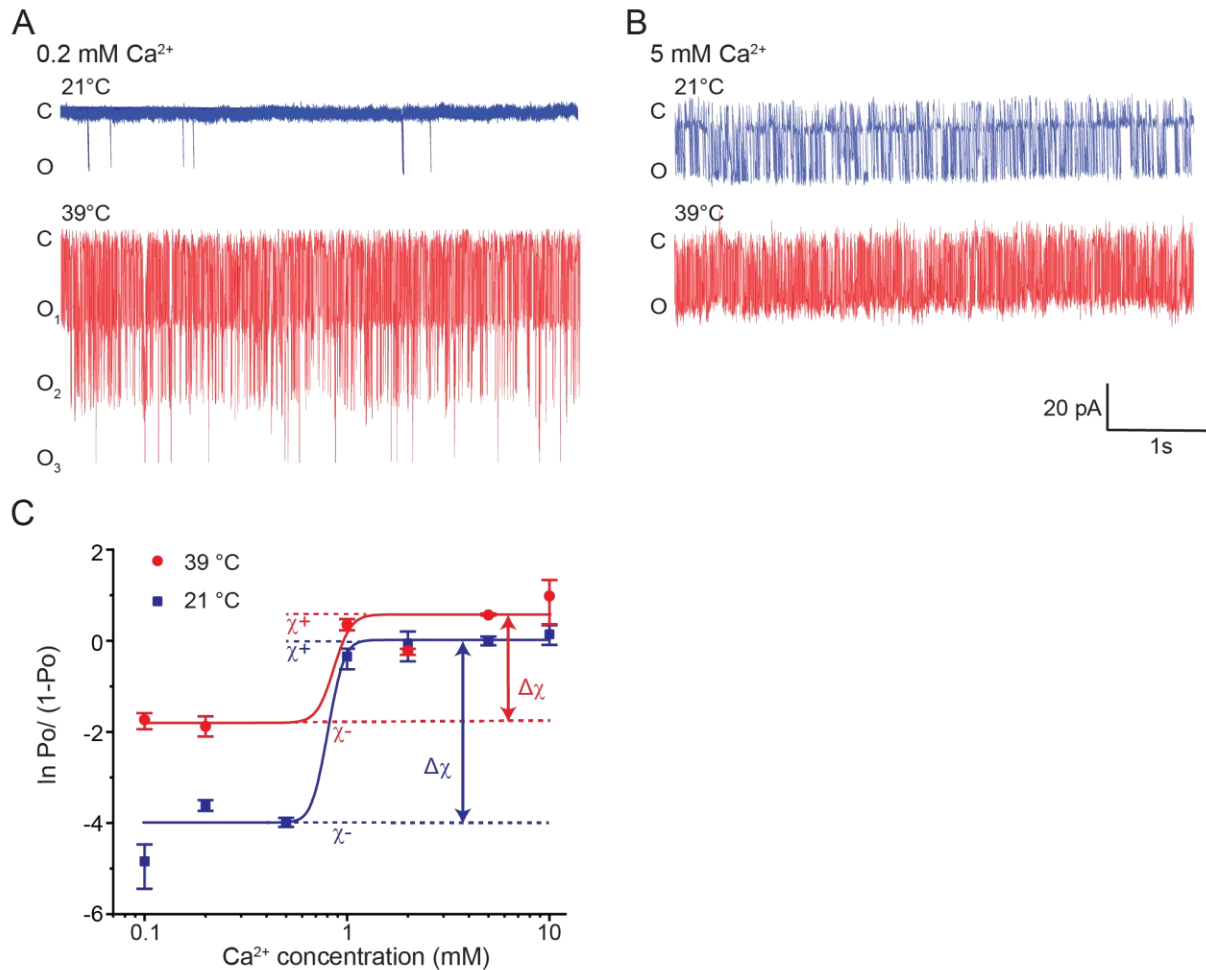 A
0.2 mM Ca²⁺
21°C
C
O
39°C
C
O₁
O₂
O₃
B
5 mM Ca²⁺
21°C
C
O
39°C
C
O
20 pA
1s
C
2
0
-2
-4
-6
ln Po/ (1-Po)
39 °C
21 °C
χ+
χ+
Δχ
χ-
Δχ
χ-
0.1
1
10
Ca²⁺ concentration (mM)